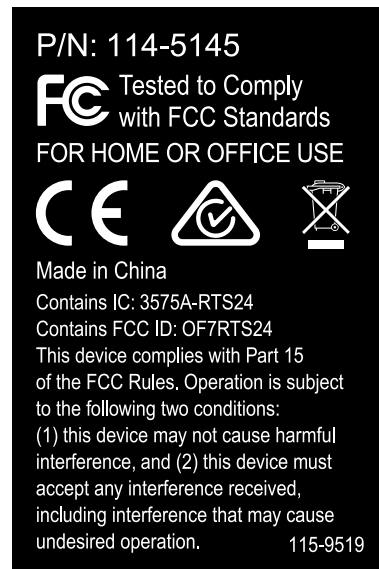 P/N: 114-5145
FC Tested to Comply
with FCC Standards
FOR HOME OR OFFICE USE
CE
Made in China
Contains IC: 3575A-RTS24
Contains FCC ID: OF7RTS24
This device complies with Part 15
of the FCC Rules. Operation is subject
to the following two conditions:
(1) this device may not cause harmful
interference, and (2) this device must
accept any interference received,
including interference that may cause
undesired operation. 115-9519